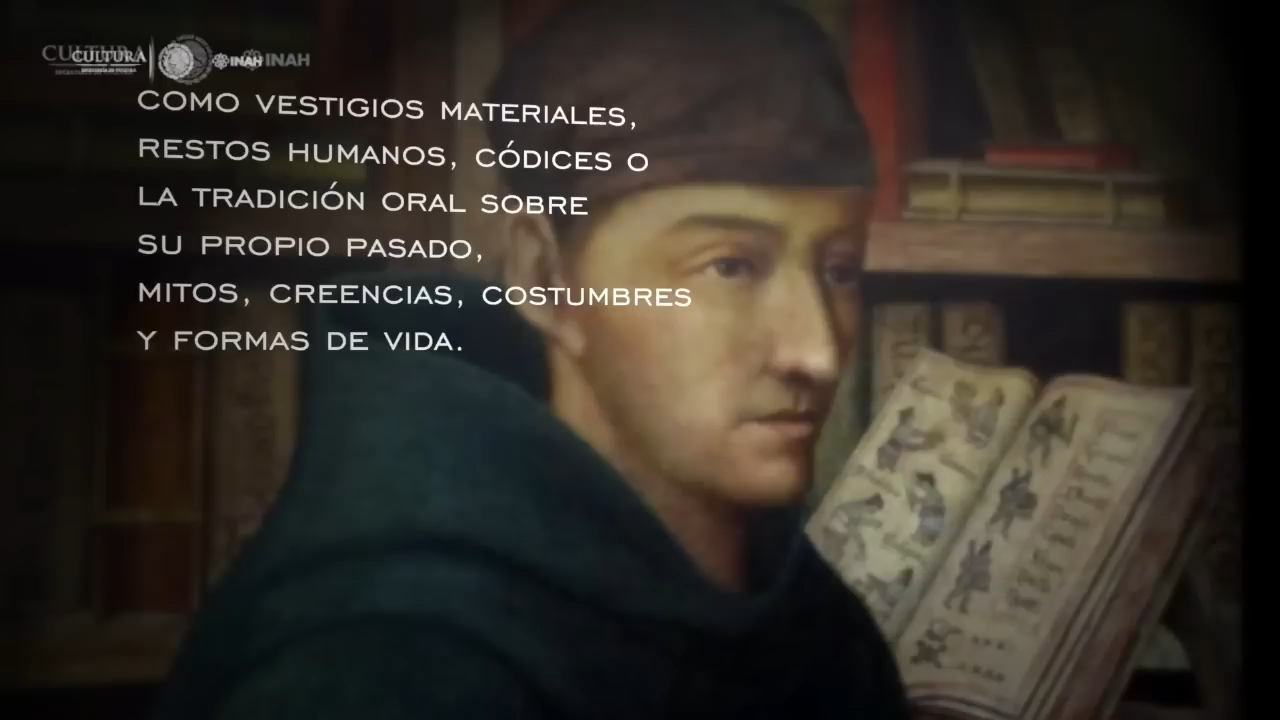 CULTURA
INAH
INAH
COMO VESTIGIOS MATERIALES,
RESTOS HUMANOS, CÓDICES O
LA TRADICIÓN ORAL SOBRE
SU PROPIO PASADO,
MITOS, CREENCIAS, COSTUMBRES
Y FORMAS DE VIDA.